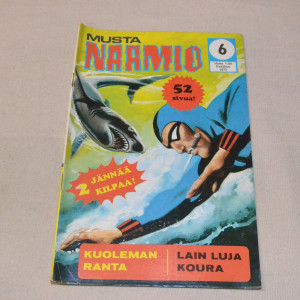 MUSTA
NAAMIO
6
52
sivua!
2 JÄNNÄÄ
KILPAA!
KUOLEMAN
RANTA
LAIN LUJA
KOURA